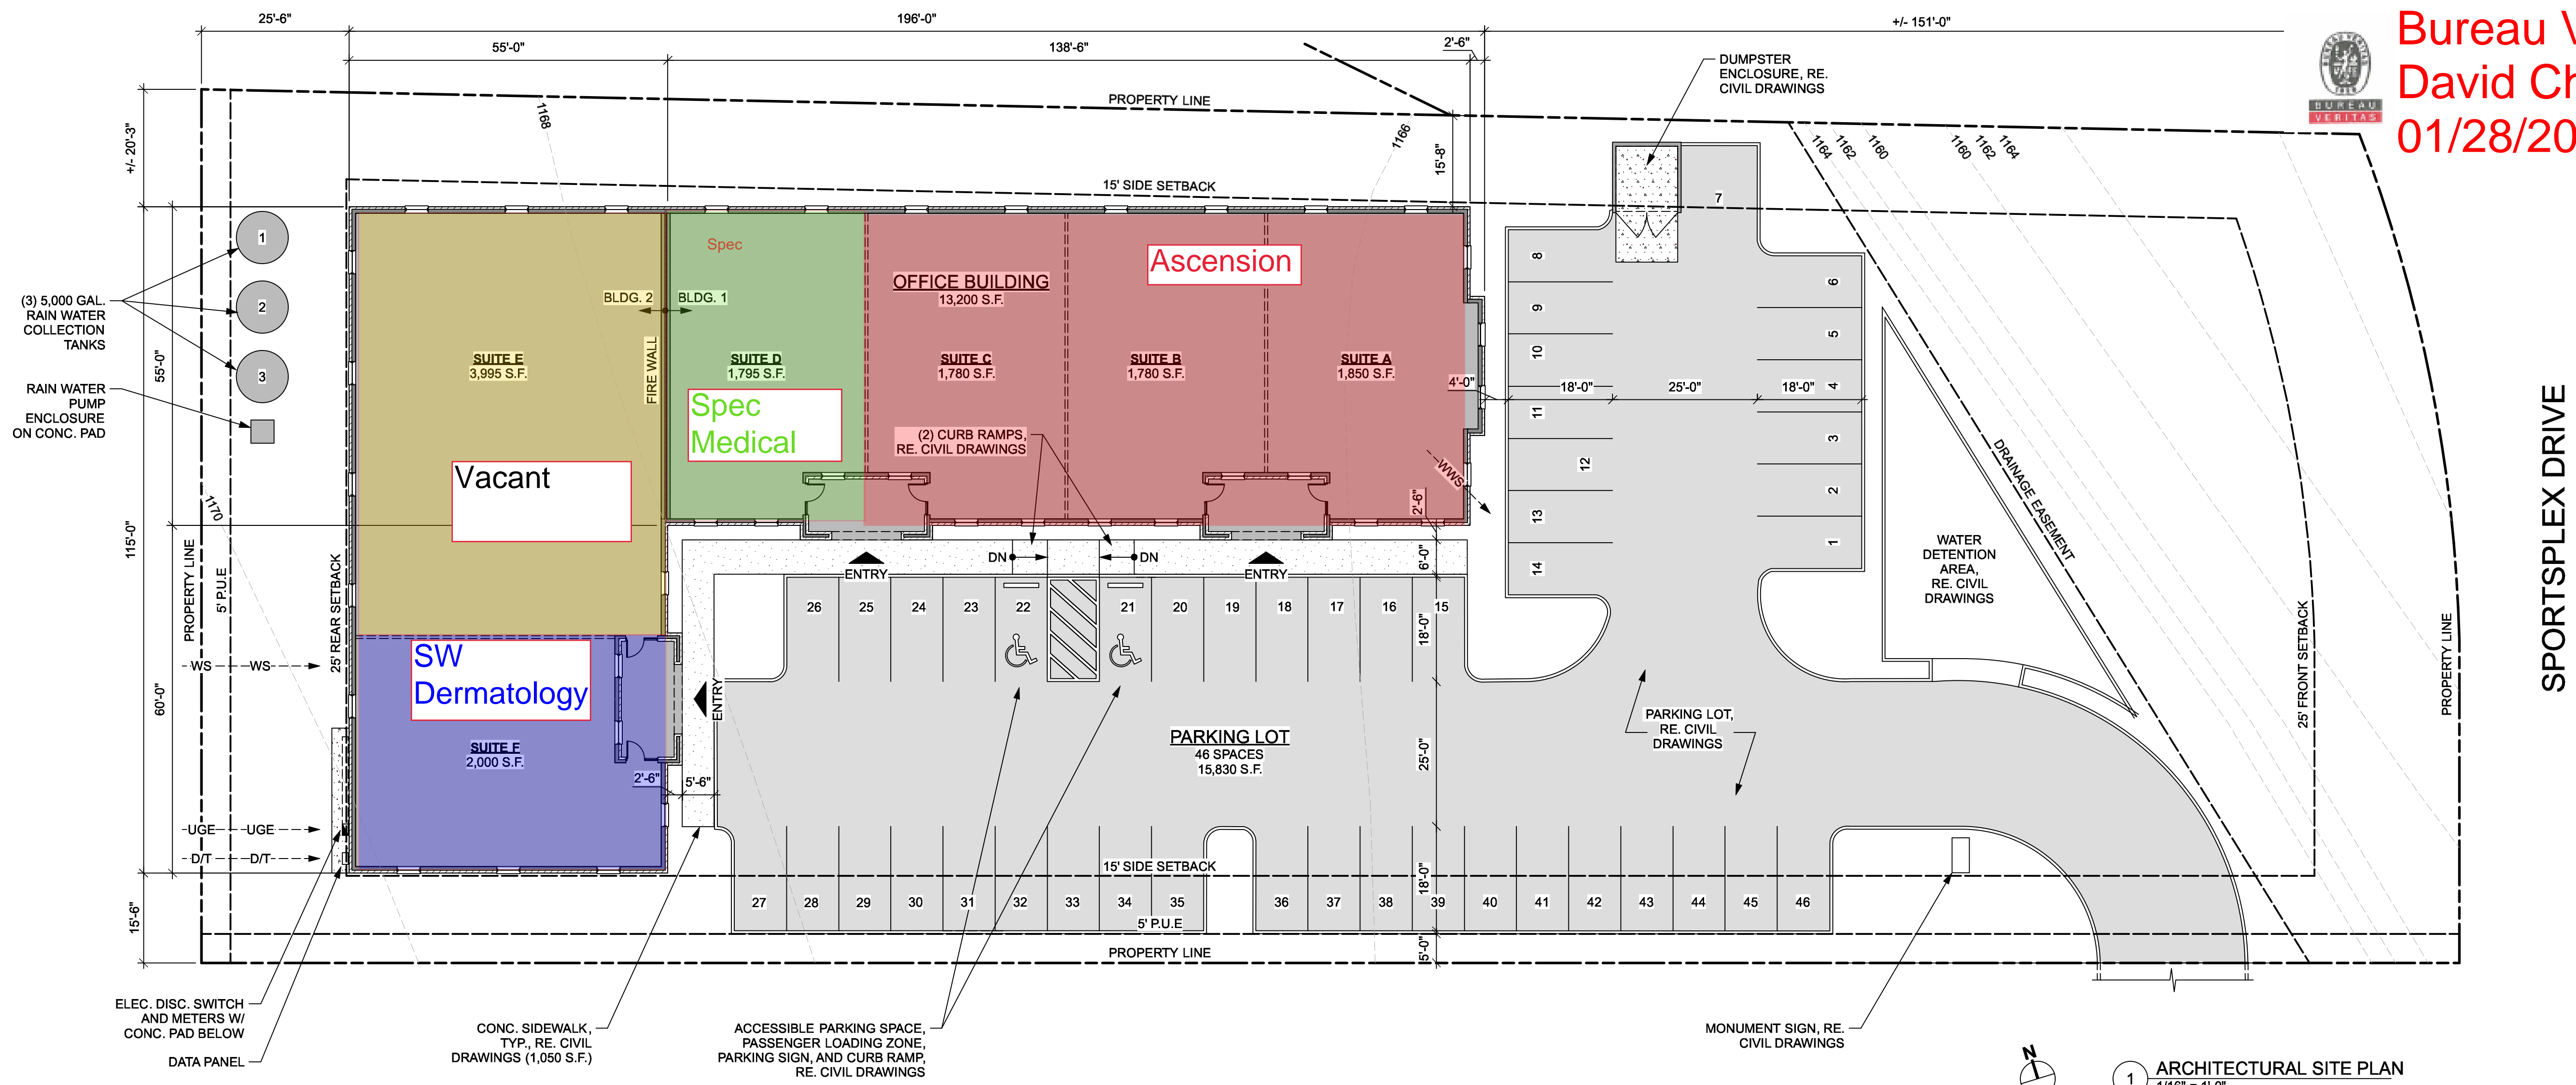 25'-6"
196'-0"
+/- 151'-0"
55'-0"
138'-6"
2'-6"
Bureau V
David Ch
01/28/20
BUREAU VERITAS
1828
BUREAU
VERITAS
DUMPSTER
ENCLOSURE, RE.
CIVIL DRAWINGS
PROPERTY LINE
1168
1166
1164
1162
1160
1160
1162
1164
+/- 20'-3"
15'-8"
15' SIDE SETBACK
7
1
2
3
(3) 5,000 GAL.
RAIN WATER
COLLECTION
TANKS
RAIN WATER
PUMP
ENCLOSURE
ON CONC. PAD
55'-0"
115'-0"
60'-0"
15'-6"
Spec
Ascension
OFFICE BUILDING
13,200 S.F.
BLDG. 2
BLDG. 1
FIRE WALL
SUITE E
3,995 S.F.
SUITE D
1,795 S.F.
SUITE C
1,780 S.F.
SUITE B
1,780 S.F.
SUITE A
1,850 S.F.
Spec
Medical
Vacant
(2) CURB RAMPS,
RE. CIVIL DRAWINGS
WWS
4'-0"
18'-0"
25'-0"
18'-0"
8
9
10
11
12
13
14
6
5
4
3
2
1
2'-6"
6'-0"
DN
DN
ENTRY
ENTRY
1170
PROPERTY LINE
5' P.U.E
25' REAR SETBACK
WS
WS
SW
Dermatology
SUITE F
2,000 S.F.
ENTRY
2'-6"
5'-6"
UGE
UGE
D/T
D/T
26
25
24
23
22
21
20
19
18
17
16
15
18'-0"
25'-0"
18'-0"
5'-0"
PARKING LOT
46 SPACES
15,830 S.F.
PARKING LOT,
RE. CIVIL
DRAWINGS
WATER
DETENTION
AREA,
RE. CIVIL
DRAWINGS
DRAINAGE EASEMENT
25' FRONT SETBACK
PROPERTY LINE
SPORTSPLEX DRIVE
15' SIDE SETBACK
27
28
29
30
31
32
33
34
35
36
37
38
39
40
41
42
43
44
45
46
5' P.U.E
PROPERTY LINE
ELEC. DISC. SWITCH
AND METERS W/
CONC. PAD BELOW
DATA PANEL
CONC. SIDEWALK,
TYP., RE. CIVIL
DRAWINGS (1,050 S.F.)
ACCESSIBLE PARKING SPACE,
PASSENGER LOADING ZONE,
PARKING SIGN, AND CURB RAMP,
RE. CIVIL DRAWINGS
MONUMENT SIGN, RE.
CIVIL DRAWINGS
N
1
ARCHITECTURAL SITE PLAN
1/16" = 1'-0"